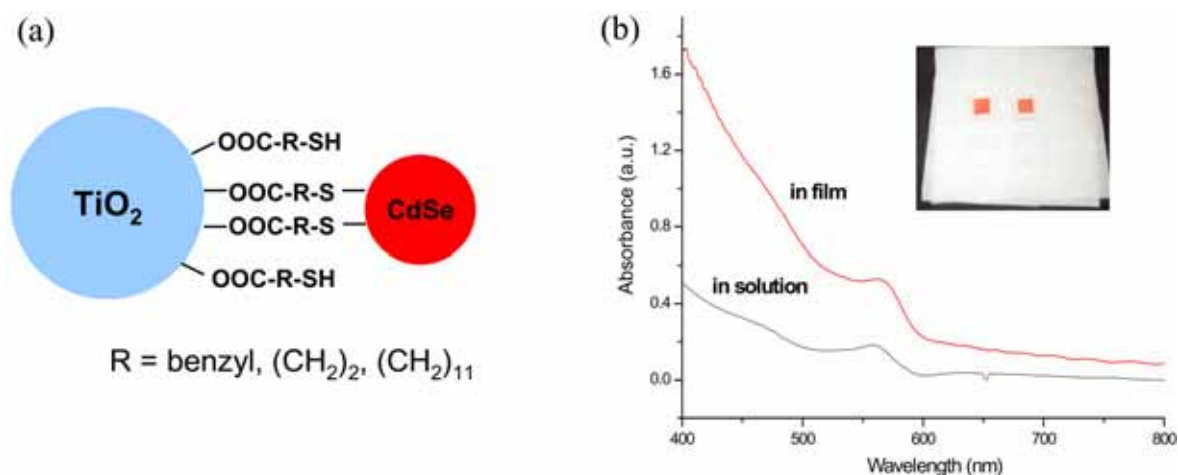 (a)
TiO₂
OOC-R-SH
OOC-R-S
OOC-R-S
OOC-R-SH
CdSe
R = benzyl, (CH₂)₂, (CH₂)₁₁
(b)
Absorbance (a.u.)
1.6
1.2
0.8
0.4
0.0
in film
in solution
400 500 600 700 800
Wavelength (nm)